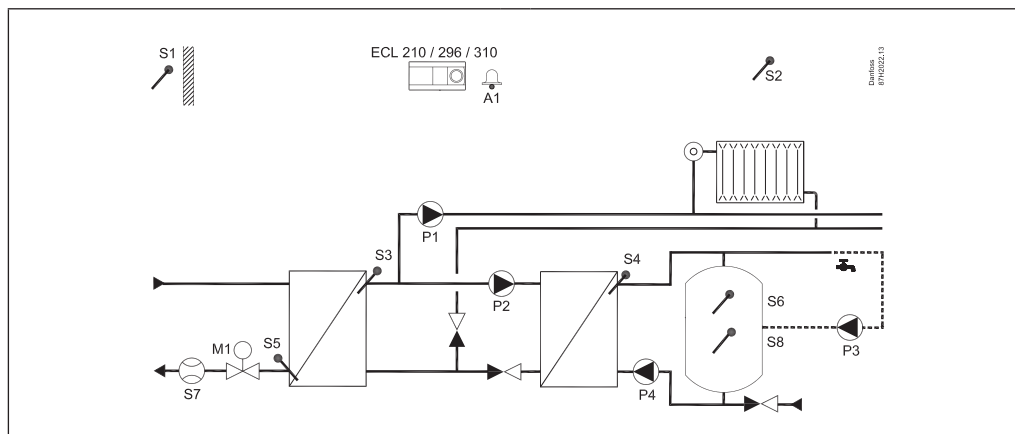 S1
ECL 210 / 296 / 310
A1
S2
Danfoss
87H2022.13
P1
S3
S4
P2
S6
S8
P3
M1
S5
S7
P4